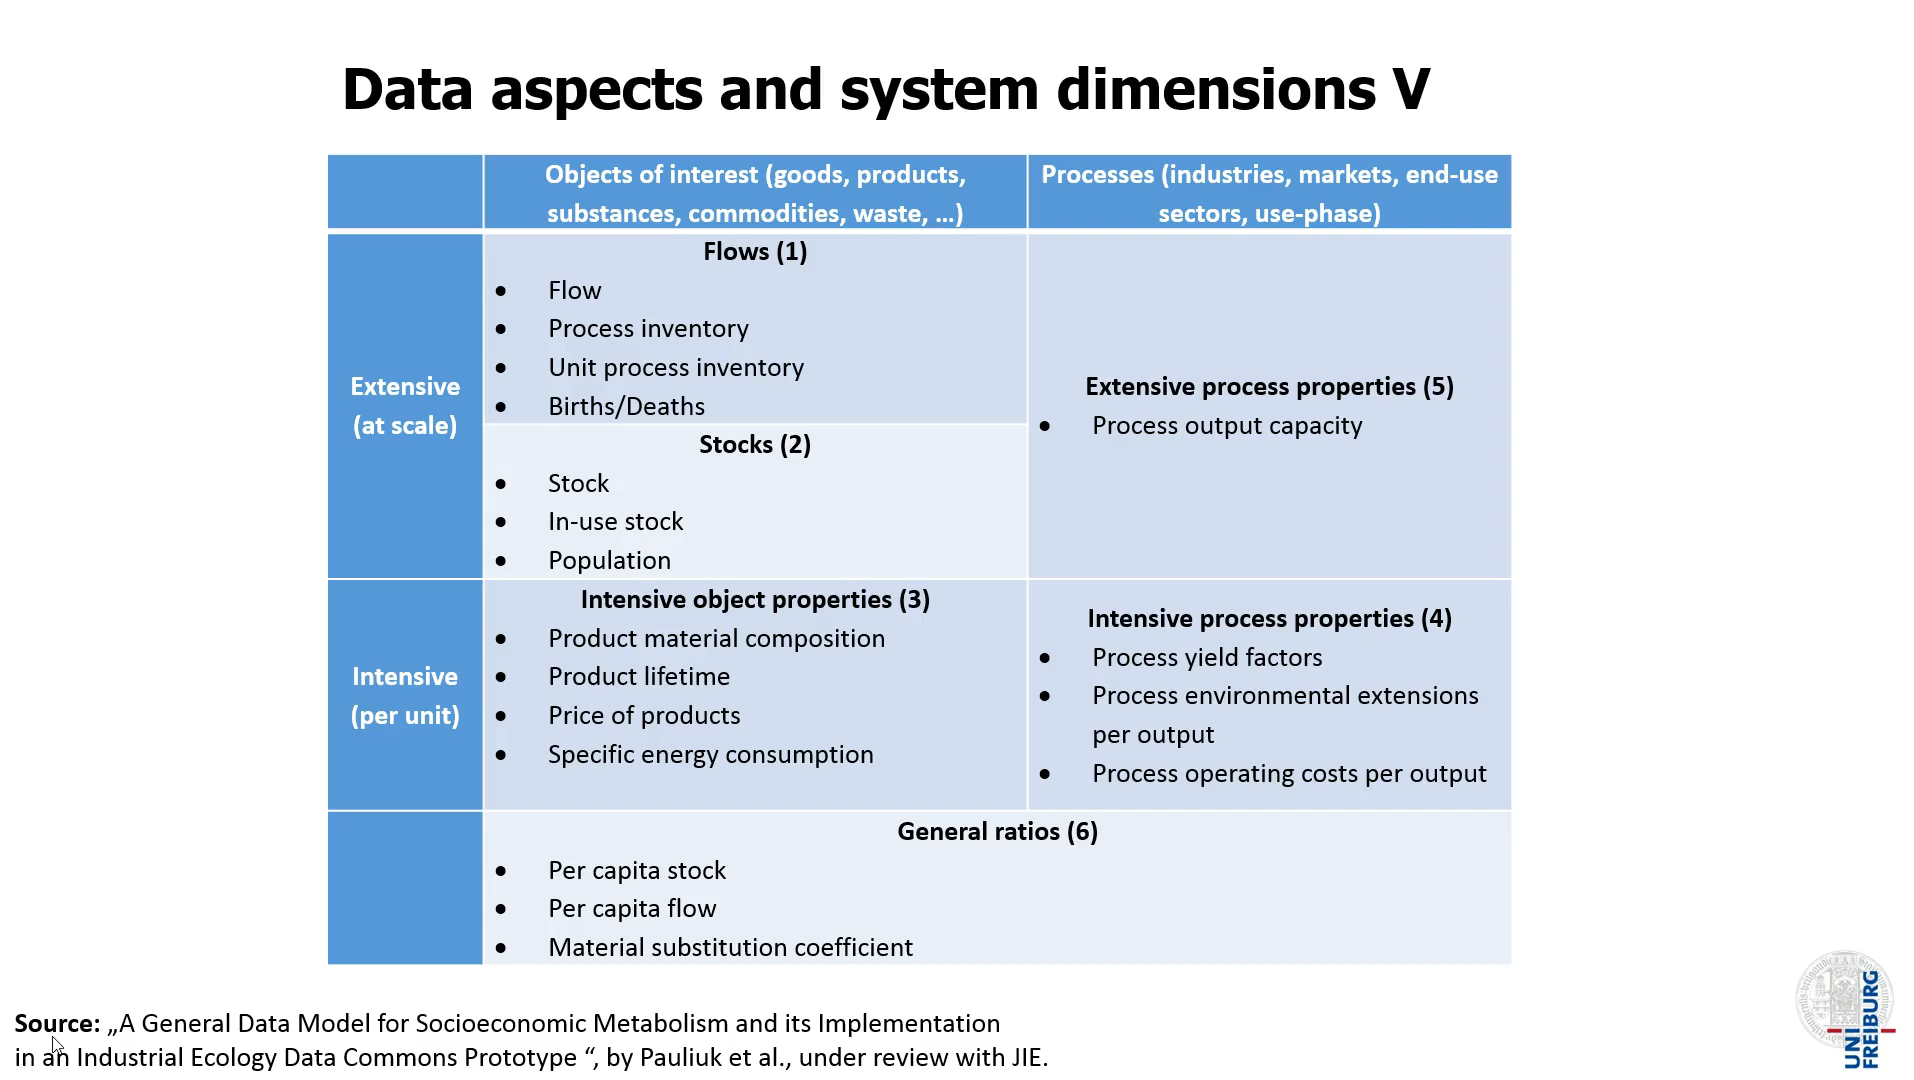 Data aspects and system dimensions V
Objects of interest (goods, products,
substances, commodities, waste, …)
Processes (industries, markets, end-use
sectors, use-phase)
Extensive
(at scale)
Flows (1)
• Flow
• Process inventory
• Unit process inventory
• Births/Deaths
Stocks (2)
• Stock
• In-use stock
• Population
Extensive process properties (5)
• Process output capacity
Intensive
(per unit)
Intensive object properties (3)
• Product material composition
• Product lifetime
• Price of products
• Specific energy consumption
Intensive process properties (4)
• Process yield factors
• Process environmental extensions
per output
• Process operating costs per output
General ratios (6)
• Per capita stock
• Per capita flow
• Material substitution coefficient
Source: „A General Data Model for Socioeconomic Metabolism and its Implementation
in an Industrial Ecology Data Commons Prototype “, by Pauliuk et al., under review with JIE.
UNI
FREIBURG